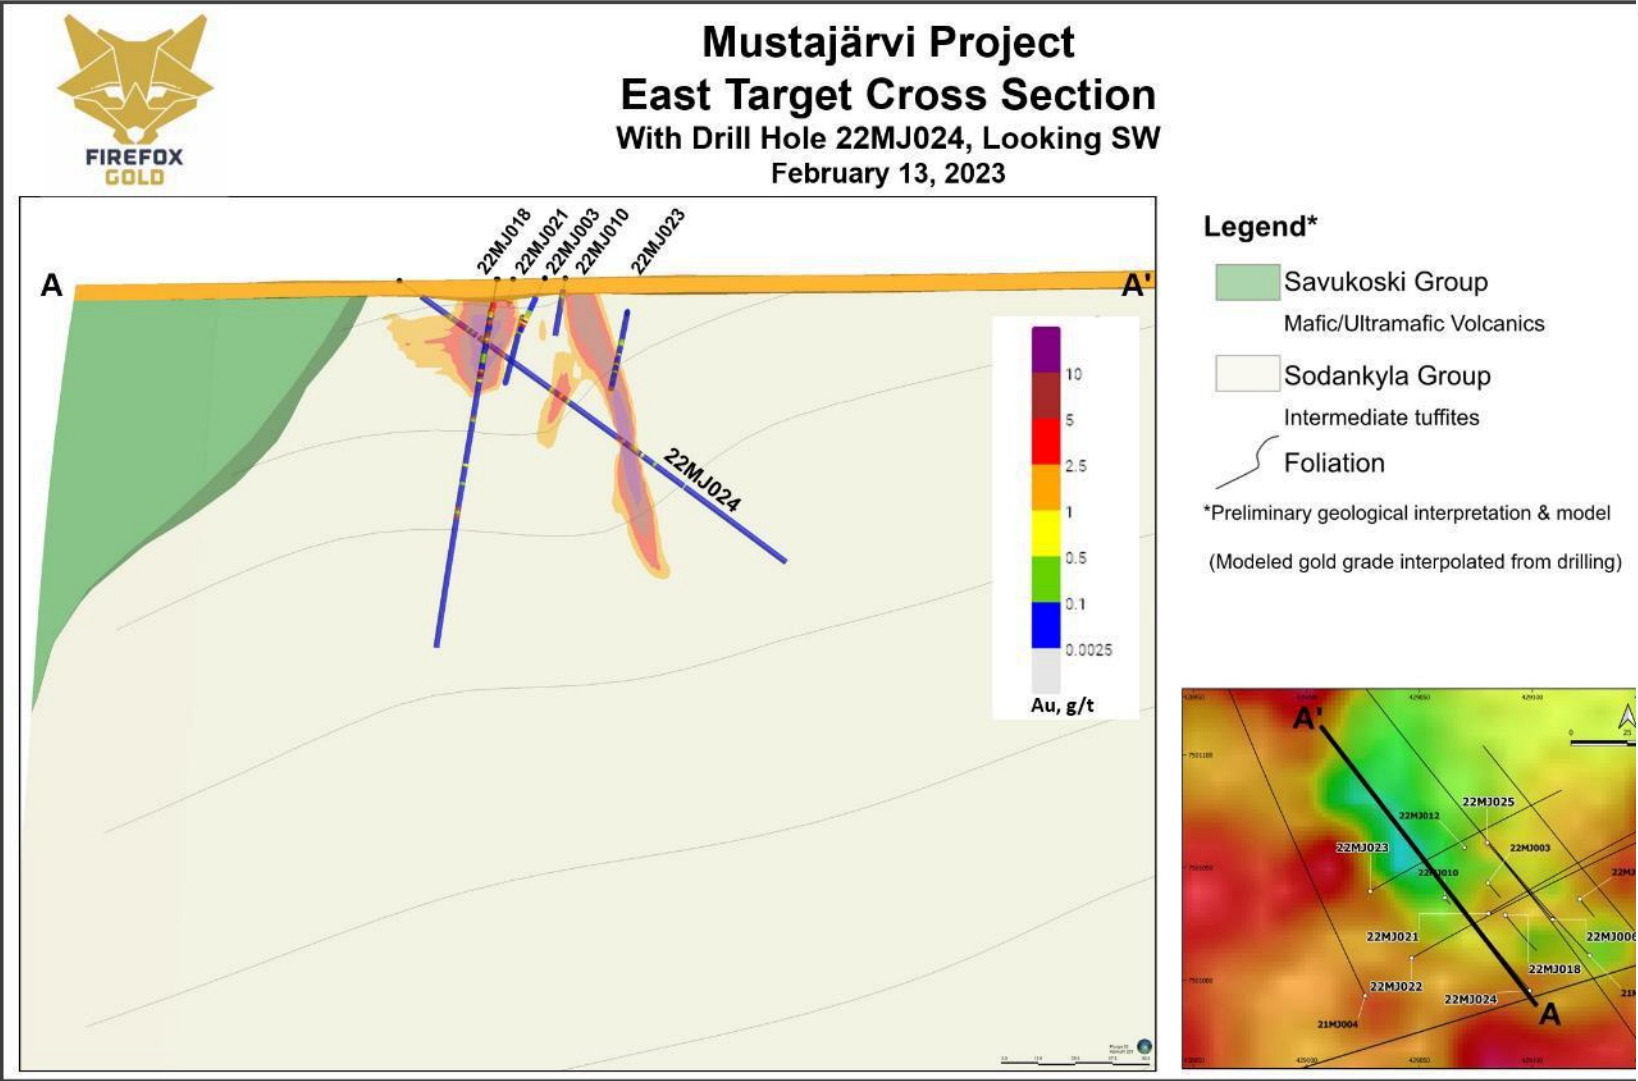 FIREFOX
GOLD
Mustajärvi Project
East Target Cross Section
With Drill Hole 22MJ024, Looking SW
February 13, 2023
22MJ018
22MJ021
22MJ003
22MJ010
22MJ023
A
A'
22MJ024
10
5
2.5
1
0.5
0.1
0.0025
Au, g/t
Legend*
Savukoski Group
Mafic/Ultramafic Volcanics
Sodankyla Group
Intermediate tuffites
Foliation
*Preliminary geological interpretation & model
(Modeled gold grade interpolated from drilling)
A'
0
25
22MJ025
22MJ012
22MJ003
22MJ023
22MJ010
22MJ021
22MJ006
22MJ018
22MJ022
22MJ024
21MJ004
A